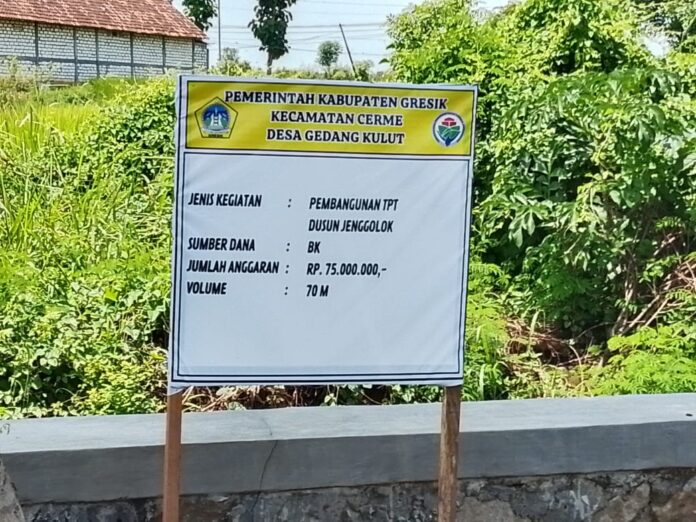 PEMERINTAH KABUPATEN GRESIK
KECAMATAN CERME
DESA GEDANG KULUT
JENIS KEGIATAN : PEMBANGUNAN TPT
DUSUN JENGGOLOK
SUMBER DANA : BK
JUMLAH ANGGARAN : RP. 75.000.000,-
VOLUME : 70 M